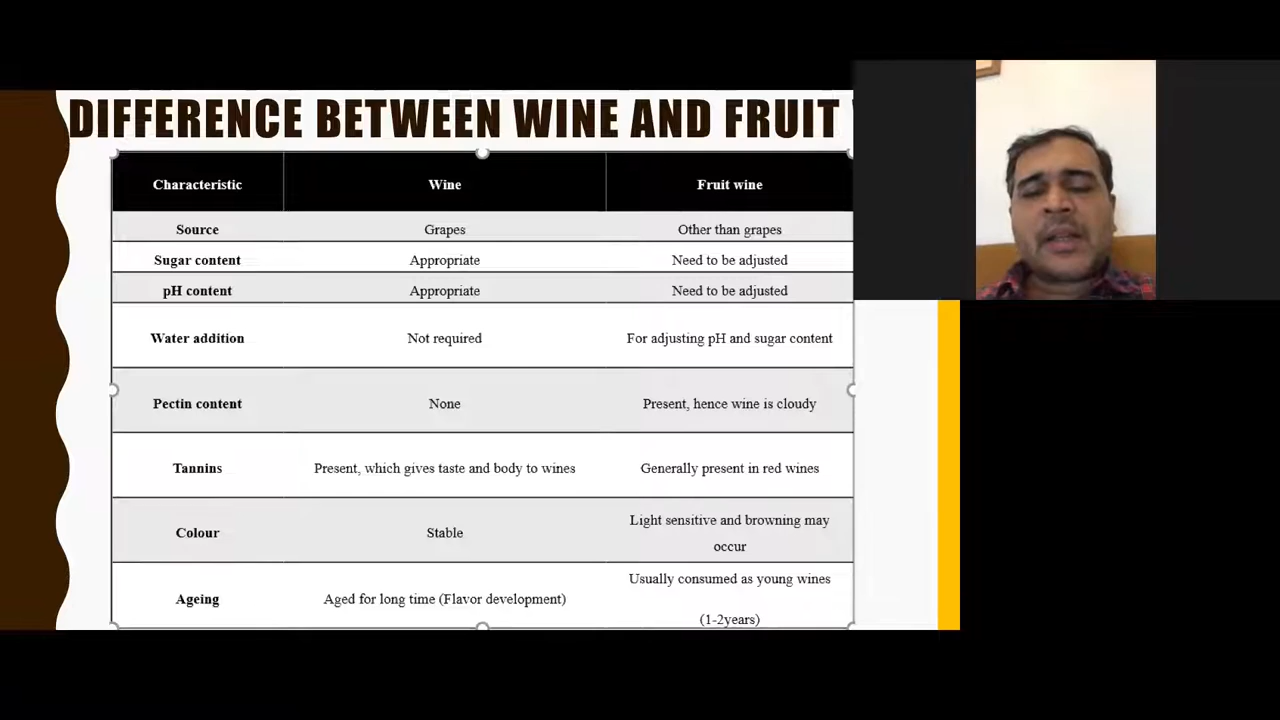 DIFFERENCE BETWEEN WINE AND FRUIT
Characteristic Wine Fruit wine
Source Grapes Other than grapes
Sugar content Appropriate Need to be adjusted
pH content Appropriate Need to be adjusted
Water addition Not required For adjusting pH and sugar content
Pectin content None Present, hence wine is cloudy
Tannins Present, which gives taste and body to wines Generally present in red wines
Colour Stable Light sensitive and browning may
occur
Ageing Aged for long time (Flavor development) Usually consumed as young wines
(1-2years)